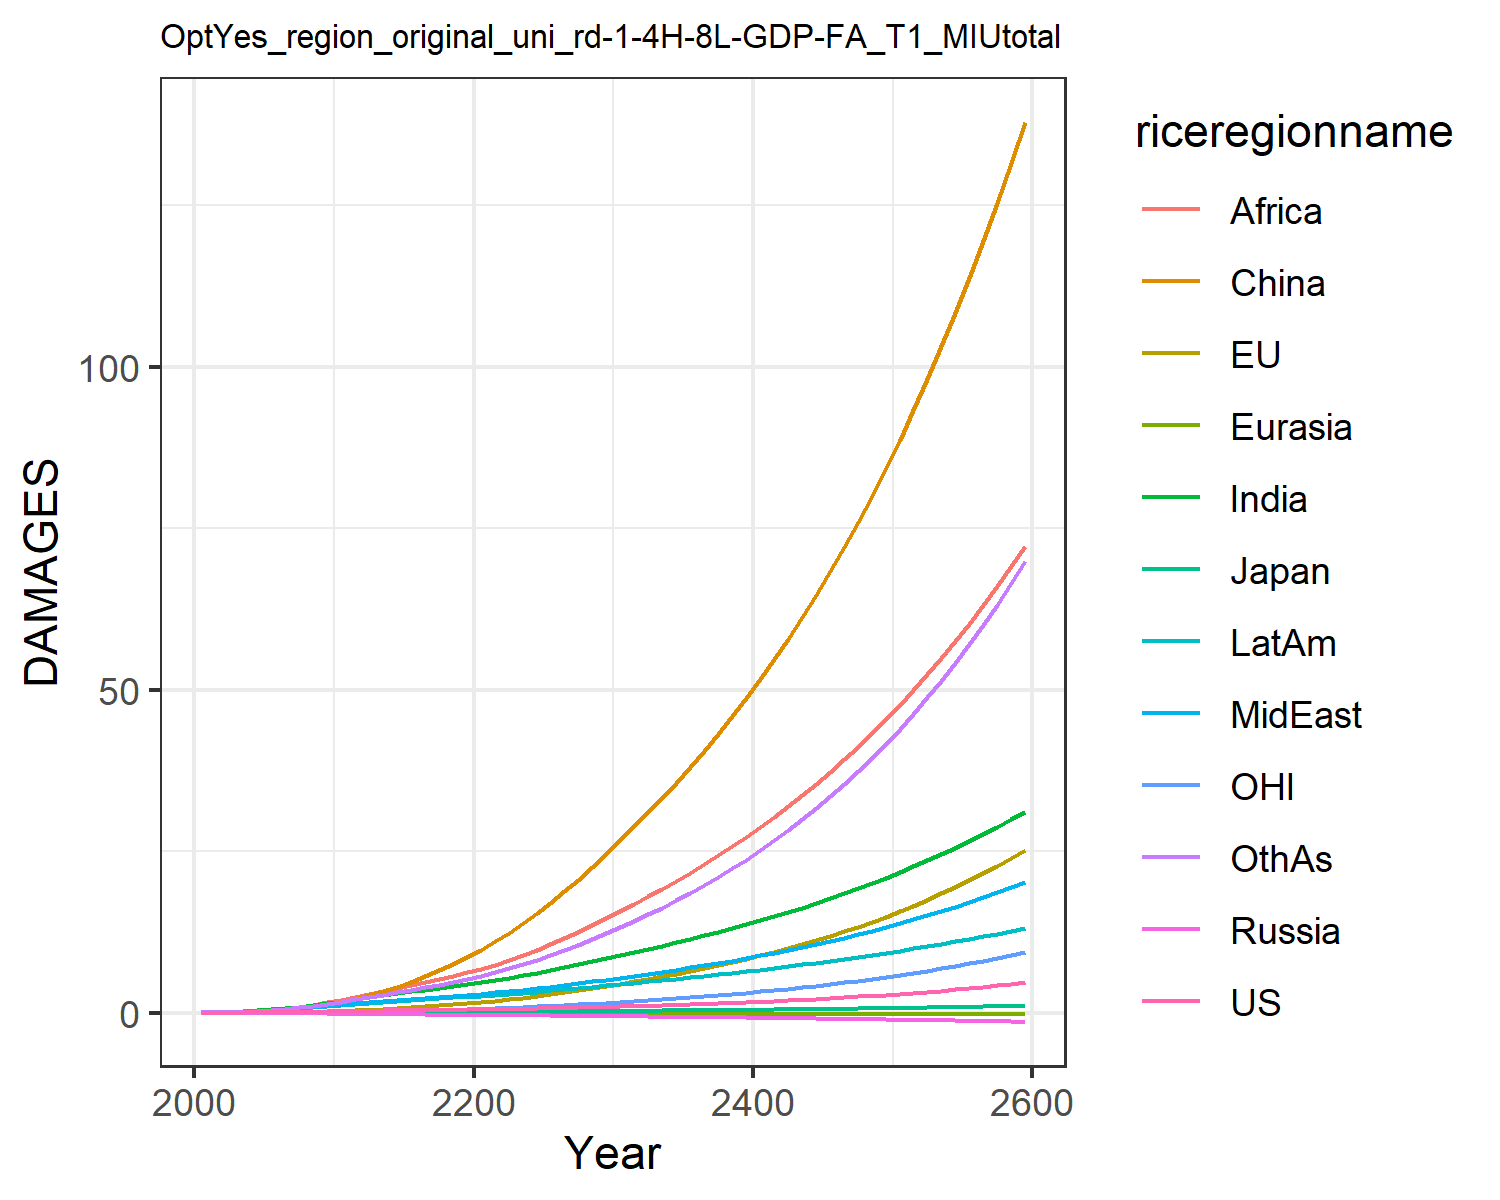 OptYes_region_original_uni_rd-1-4H-8L-GDP-FA_T1_MIUtotal
DAMAGES
100
50
0
2000
2200
2400
2600
Year
riceregionname
Africa
China
EU
Eurasia
India
Japan
LatAm
MidEast
OHI
OthAs
Russia
US